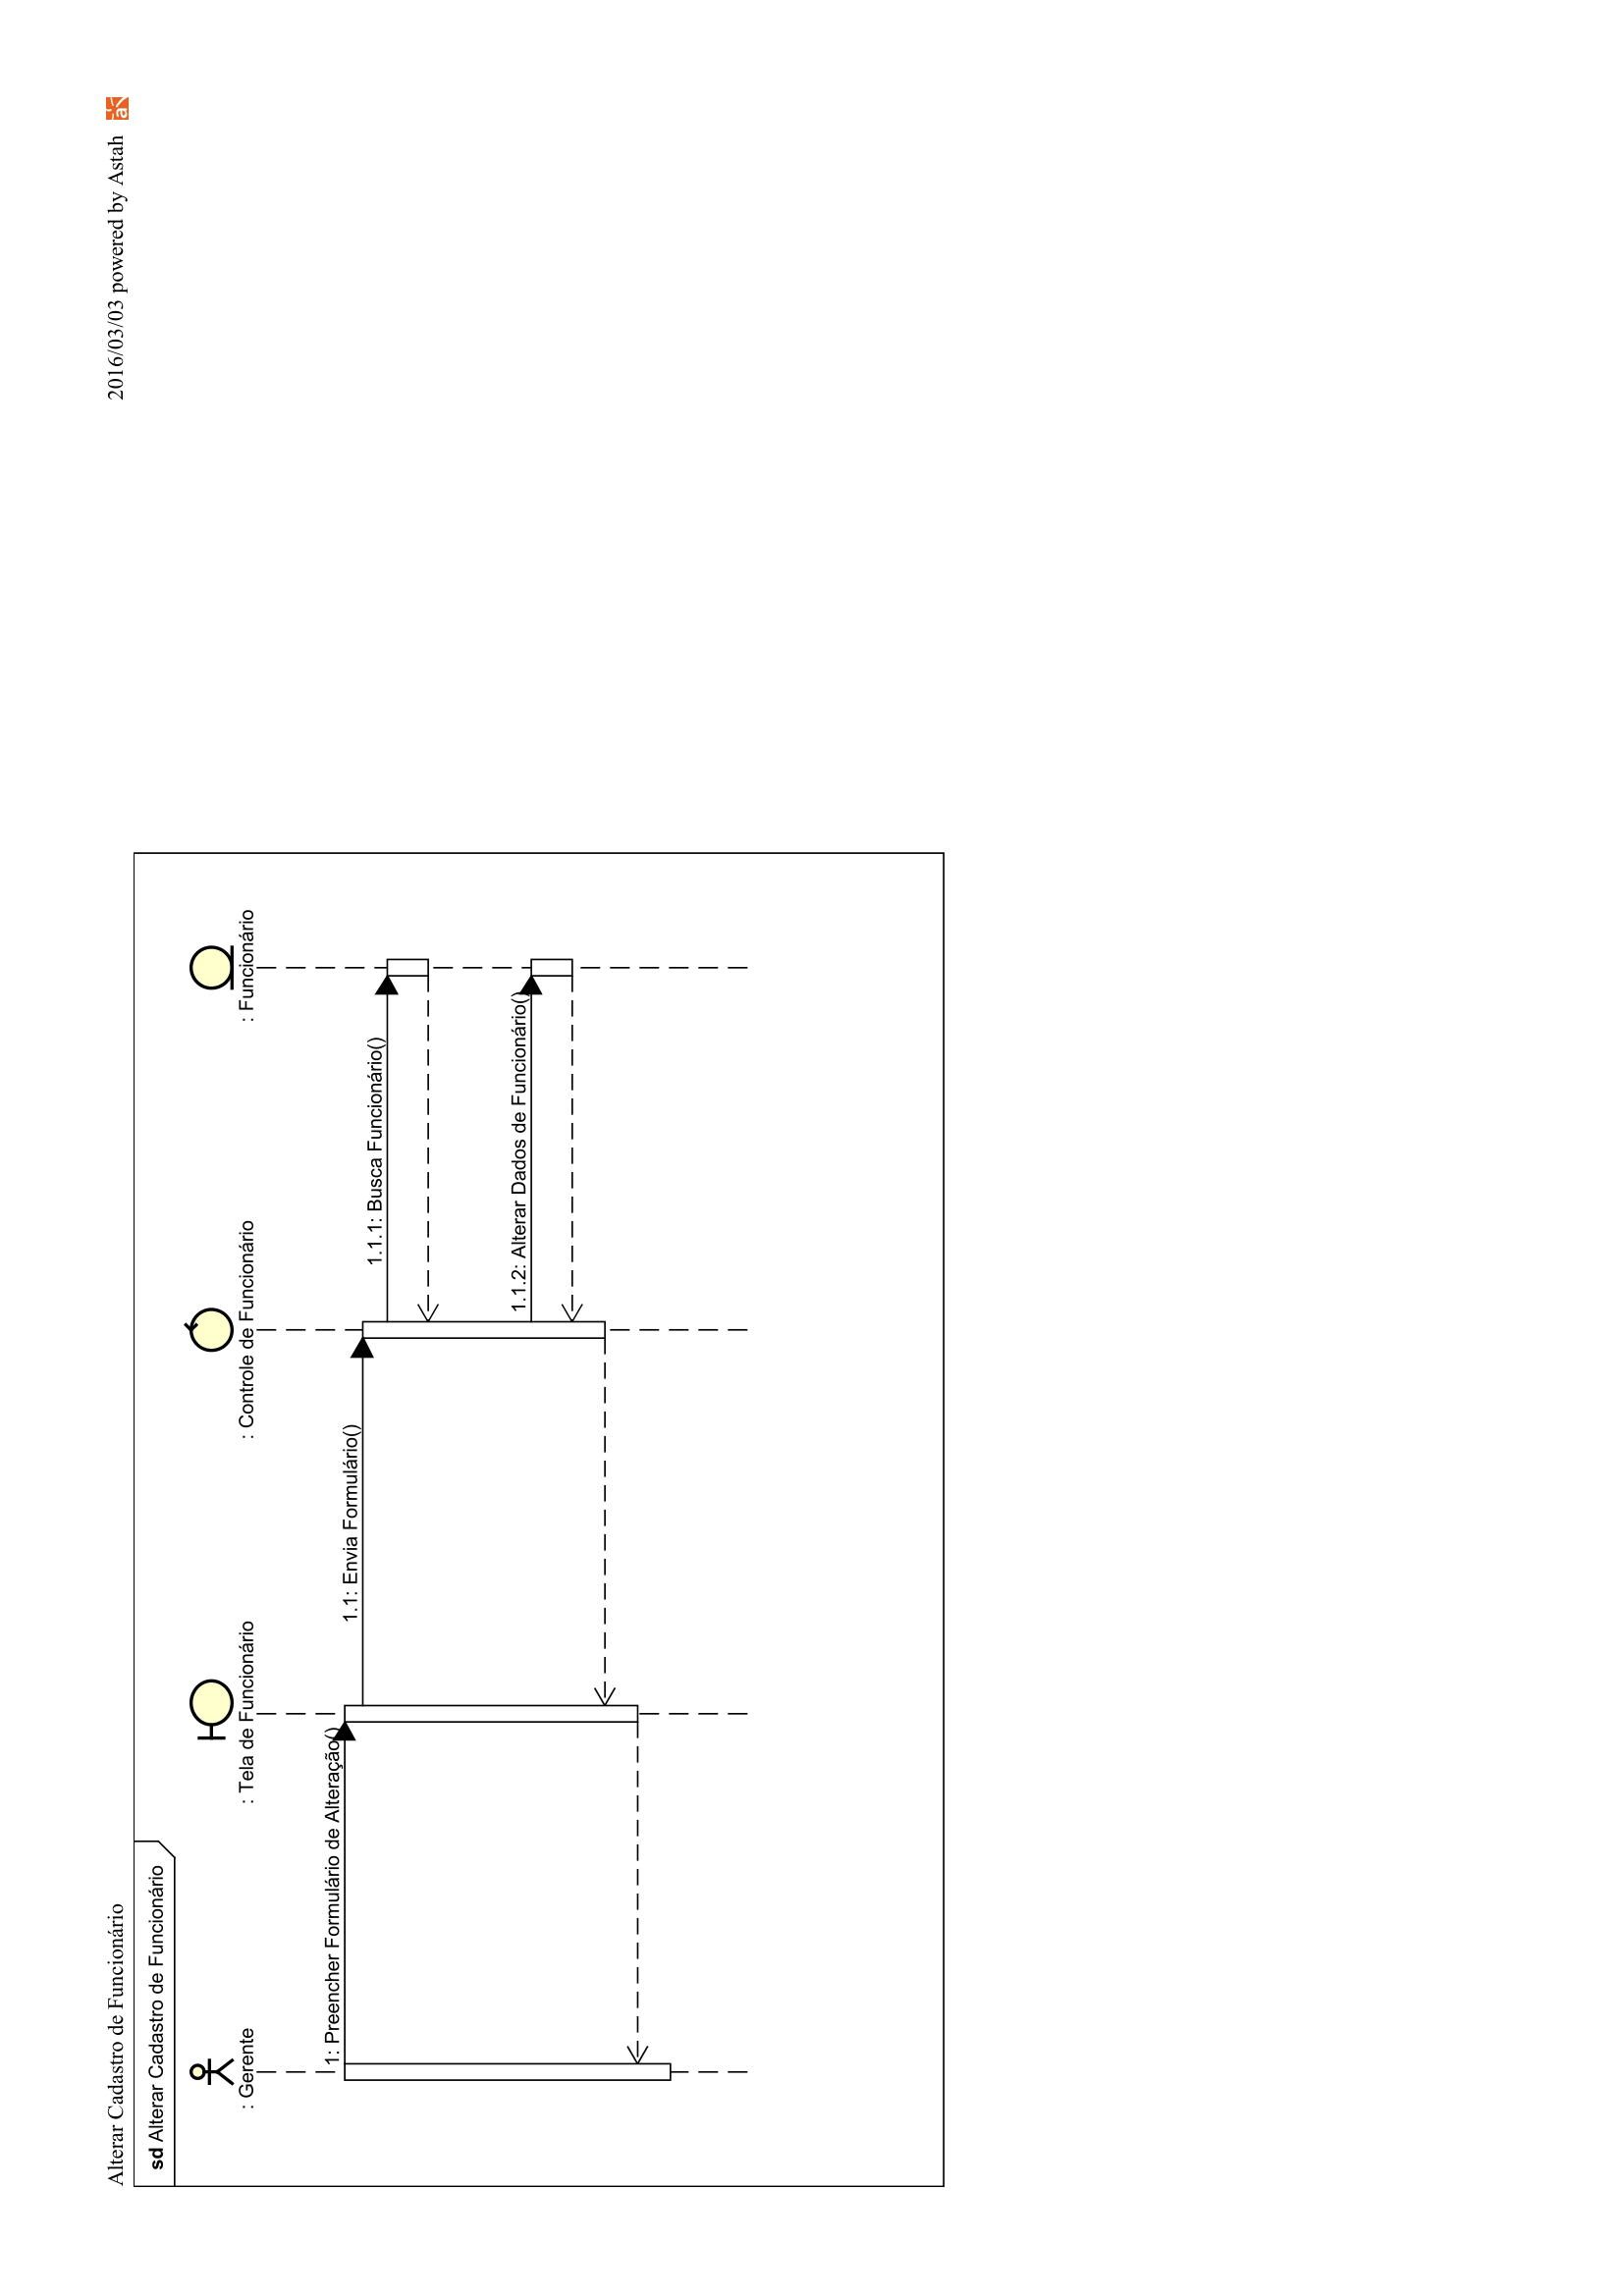 Alterar Cadastro de Funcionário
2016/03/03 powered by Astah
sd Alterar Cadastro de Funcionário
: Gerente
: Tela de Funcionário
: Controle de Funcionário
: Funcionário
1: Preencher Formulário de Alteração()
1.1: Envia Formulário()
1.1.1: Busca Funcionário()
1.1.2: Alterar Dados de Funcionário()